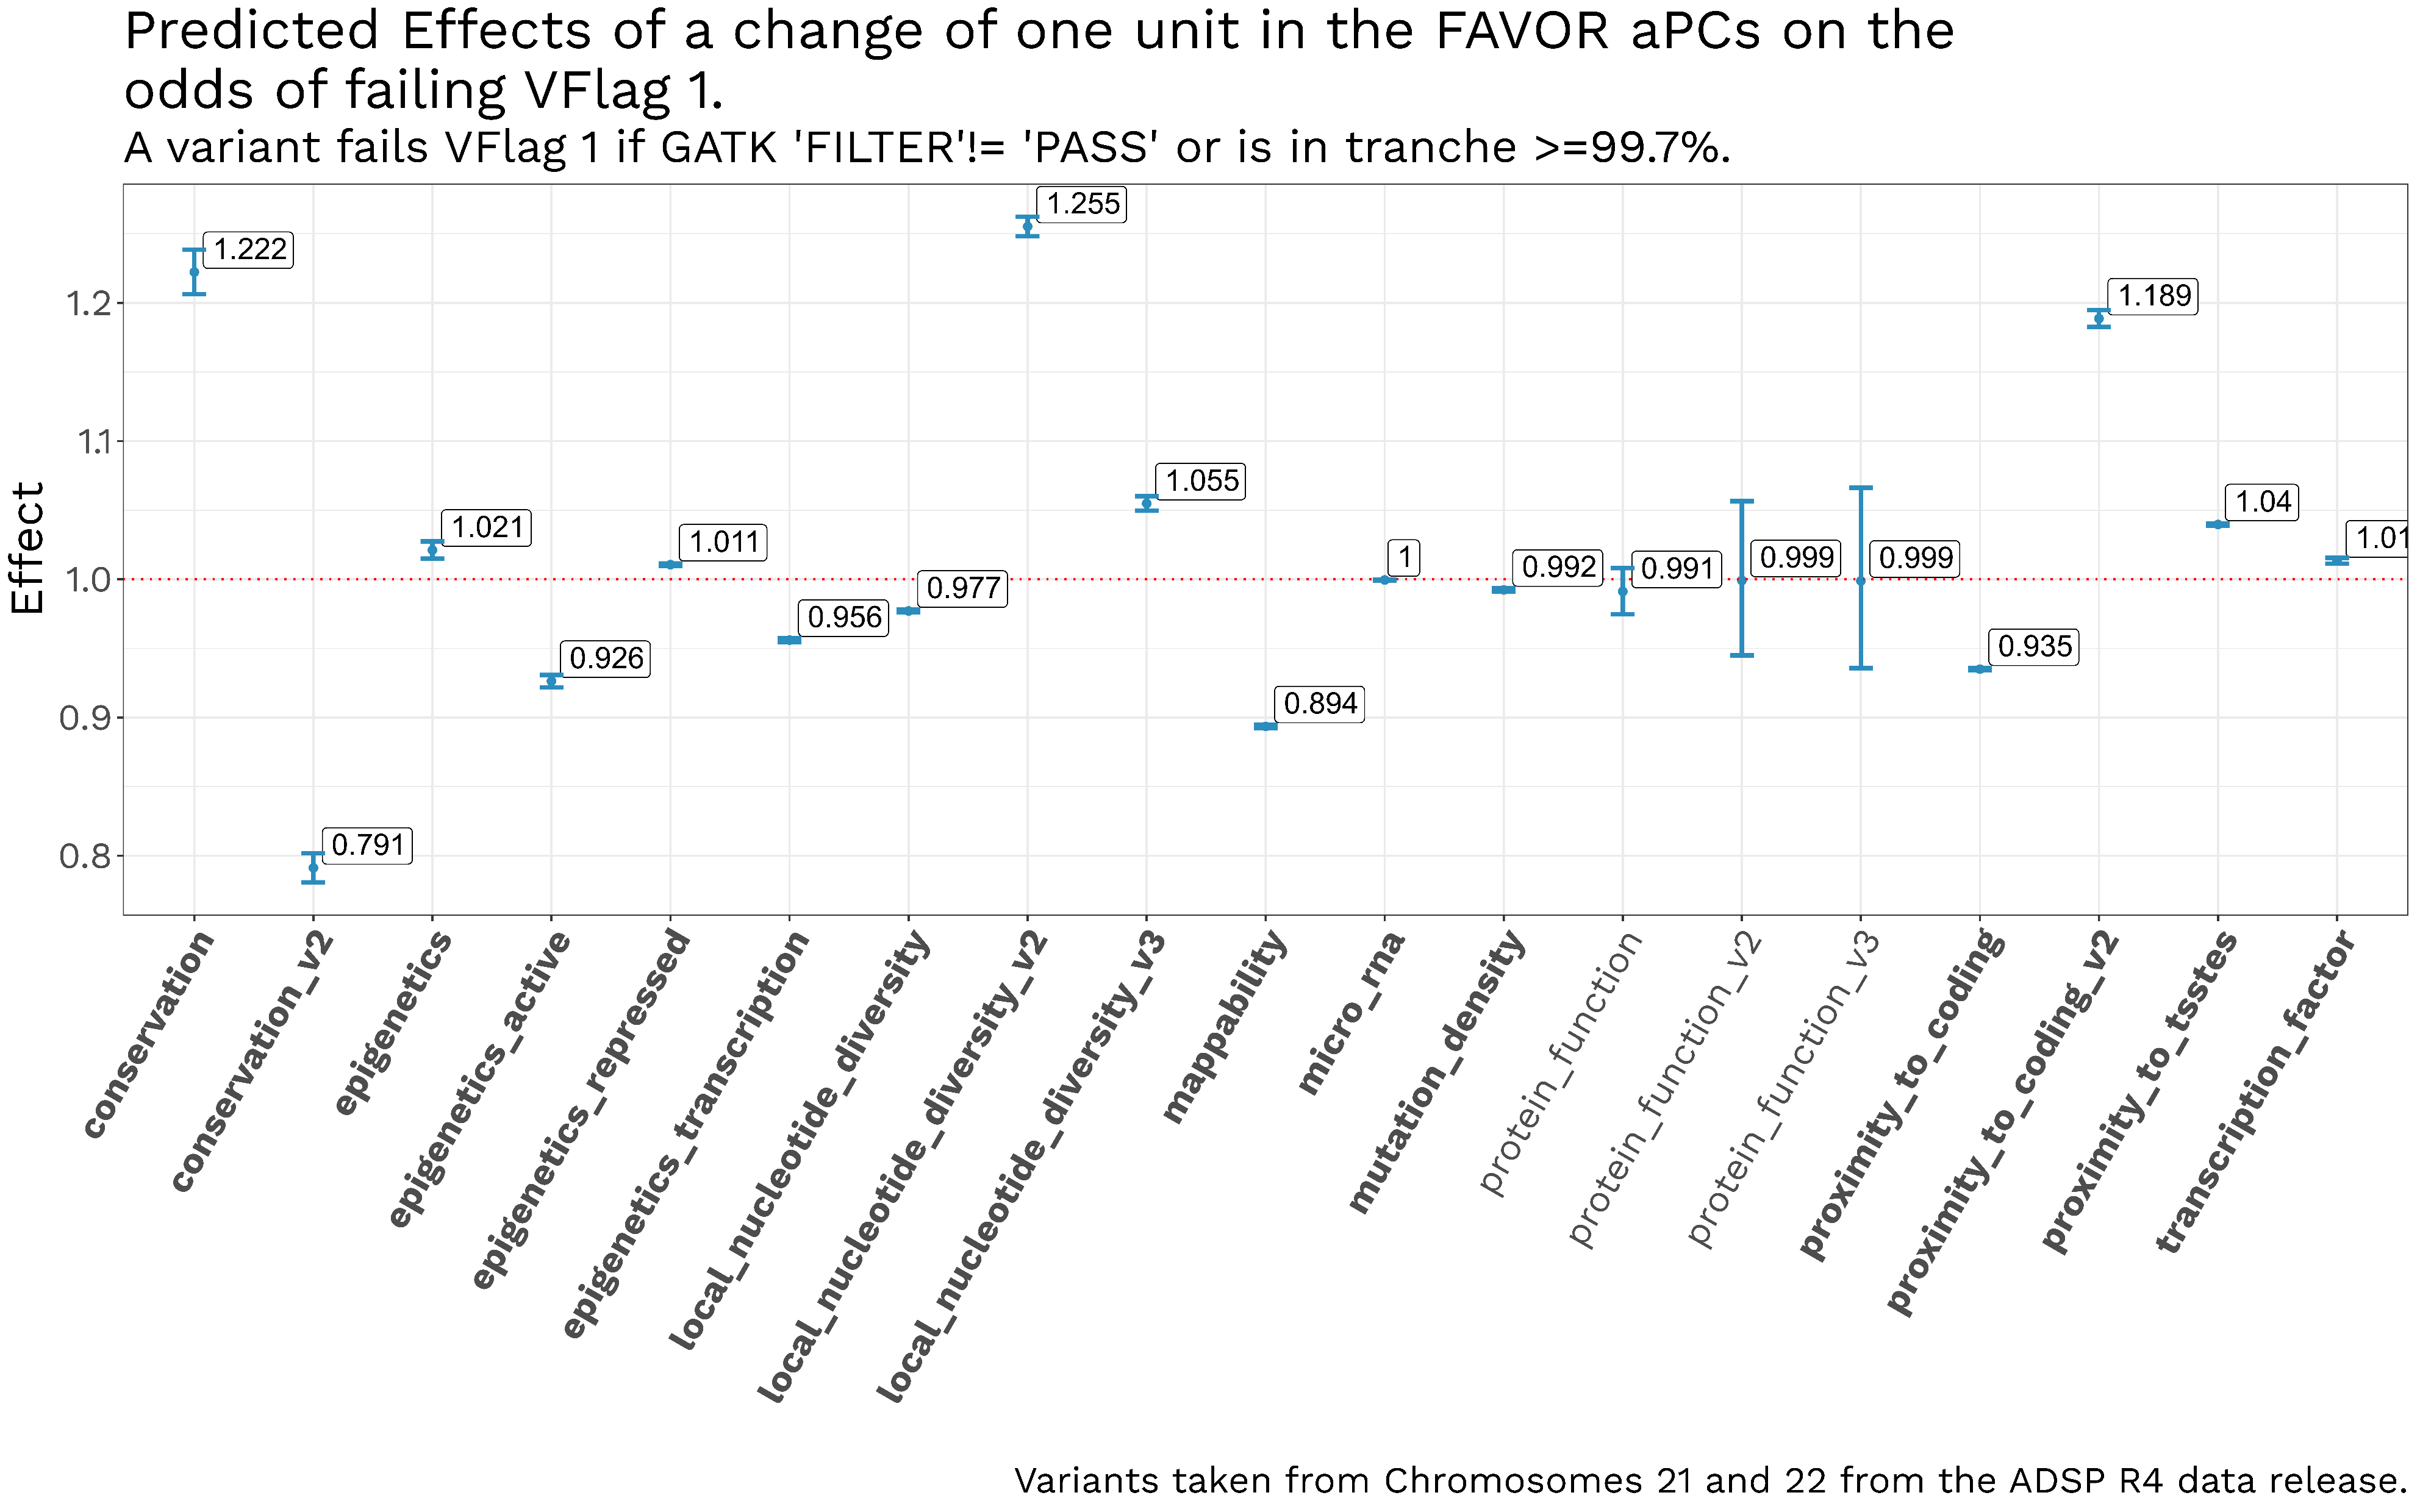 Predicted Effects of a change of one unit in the FAVOR aPCs on the
odds of failing VFlag 1.
A variant fails VFlag 1 if GATK 'FILTER'!= 'PASS' or is in tranche >=99.7%.
Effect
1.2
1.1
1.0
0.9
0.8
1.222
0.791
1.021
0.926
1.011
0.956
0.977
1.255
1.055
0.894
1
0.992
0.991
0.999
0.999
0.935
1.189
1.04
1.01
conservation
conservation_v2
epigenetics
epigenetics_active
epigenetics_repressed
epigenetics_transcription
local_nucleotide_diversity
local_nucleotide_diversity_v2
local_nucleotide_diversity_v3
mappability
micro_rna
mutation_density
protein_function
protein_function_v2
protein_function_v3
proximity_to_coding
proximity_to_coding_v2
proximity_to_tsstes
transcription_factor
Variants taken from Chromosomes 21 and 22 from the ADSP R4 data release.